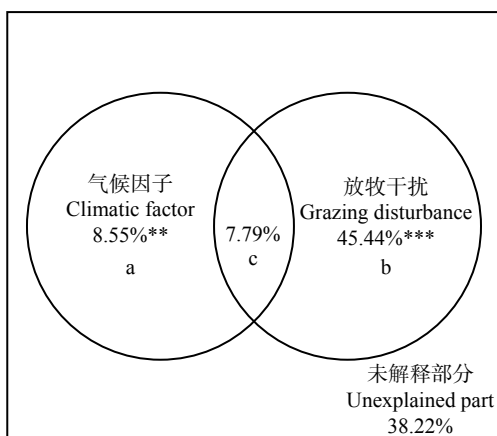 气候因子
Climatic factor
8.55%**
a
7.79%
c
放牧干扰
Grazing disturbance
45.44%***
b
未解释部分
Unexplained part
38.22%